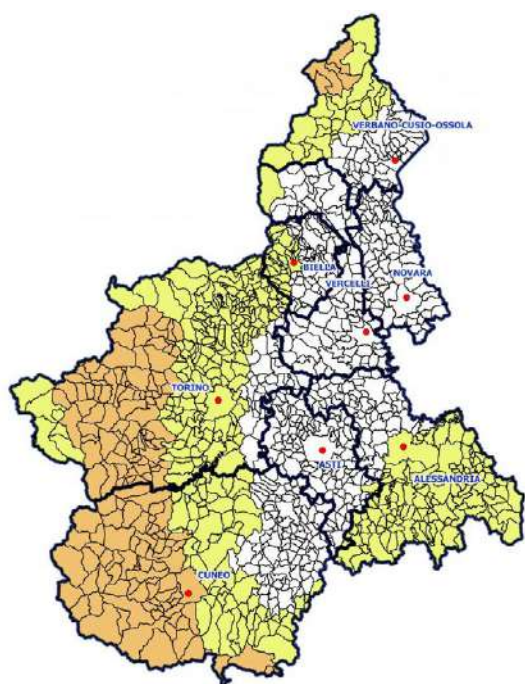 VERBANO-CUSIO-OSSOLA
BIELLA
NOVARA
VERCELLI
TORINO
ASTI
ALESSANDRIA
CUNEO